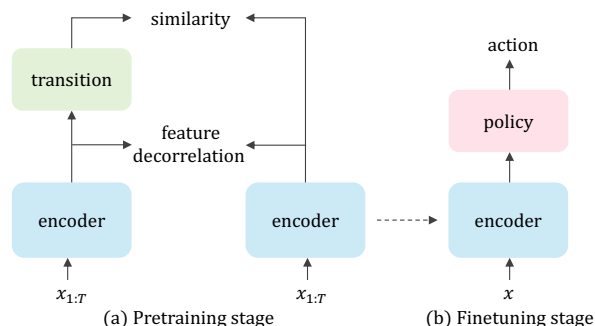 similarity
action
transition
policy
feature
decorrelation
encoder
encoder
encoder
x1:T
x1:T
x
(a) Pretraining stage
(b) Finetuning stage